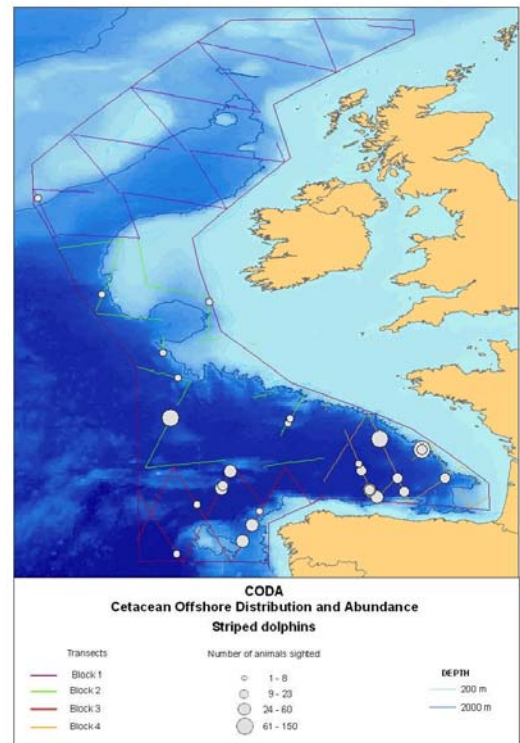 CODA
Cetacean Offshore Distribution and Abundance
Striped dolphins
Transects
Block 1
Block 2
Block 3
Block 4
Number of animals sighted
1 - 8
9 - 23
24 - 60
61 - 150
DEPTH
200 m
2000 m